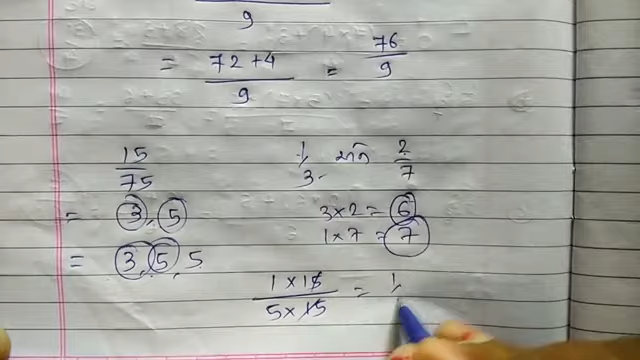 9
= 72+4/9 = 76/9
15/75
= 3, 5
= 3, 5, 5
1/3 2/7
3×2 = 6
1×7 = 7
1×15/5×15 = 1/